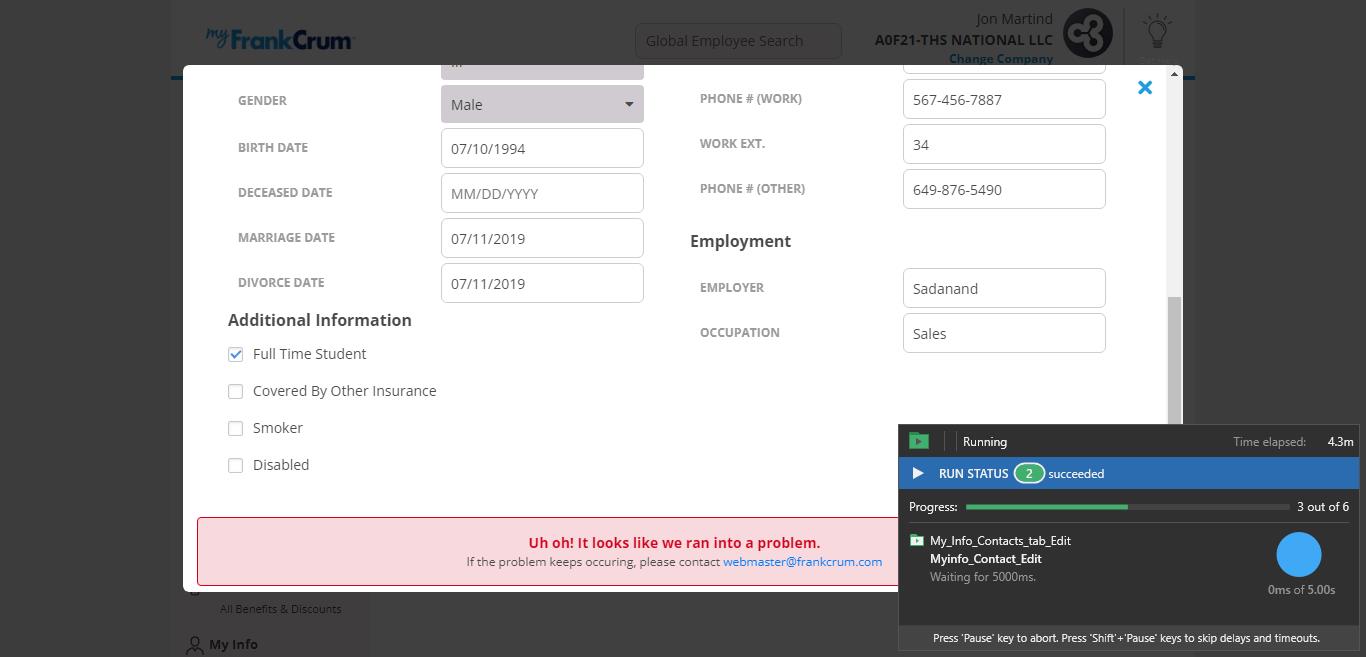 myFrankCrum
Global Employee Search
Jon Martind
A0F21-THS NATIONAL LLC
Change Company
GENDER
Male
BIRTH DATE
07/10/1994
DECEASED DATE
MM/DD/YYYY
MARRIAGE DATE
07/11/2019
DIVORCE DATE
07/11/2019
Additional Information
Full Time Student
Covered By Other Insurance
Smoker
Disabled
PHONE # (WORK)
567-456-7887
WORK EXT.
34
PHONE # (OTHER)
649-876-5490
Employment
EMPLOYER
Sadanand
OCCUPATION
Sales
Uh oh! It looks like we ran into a problem.
If the problem keeps occuring, please contact webmaster@frankcrum.com
All Benefits & Discounts
My Info
Running
Time elapsed: 4.3m
RUN STATUS 2 succeeded
Progress: 3 out of 6
My_Info_Contacts_tab_Edit
Myinfo_Contact_Edit
Waiting for 5000ms.
0ms of 5.00s
Press 'Pause' key to abort. Press 'Shift'+'Pause' keys to skip delays and timeouts.